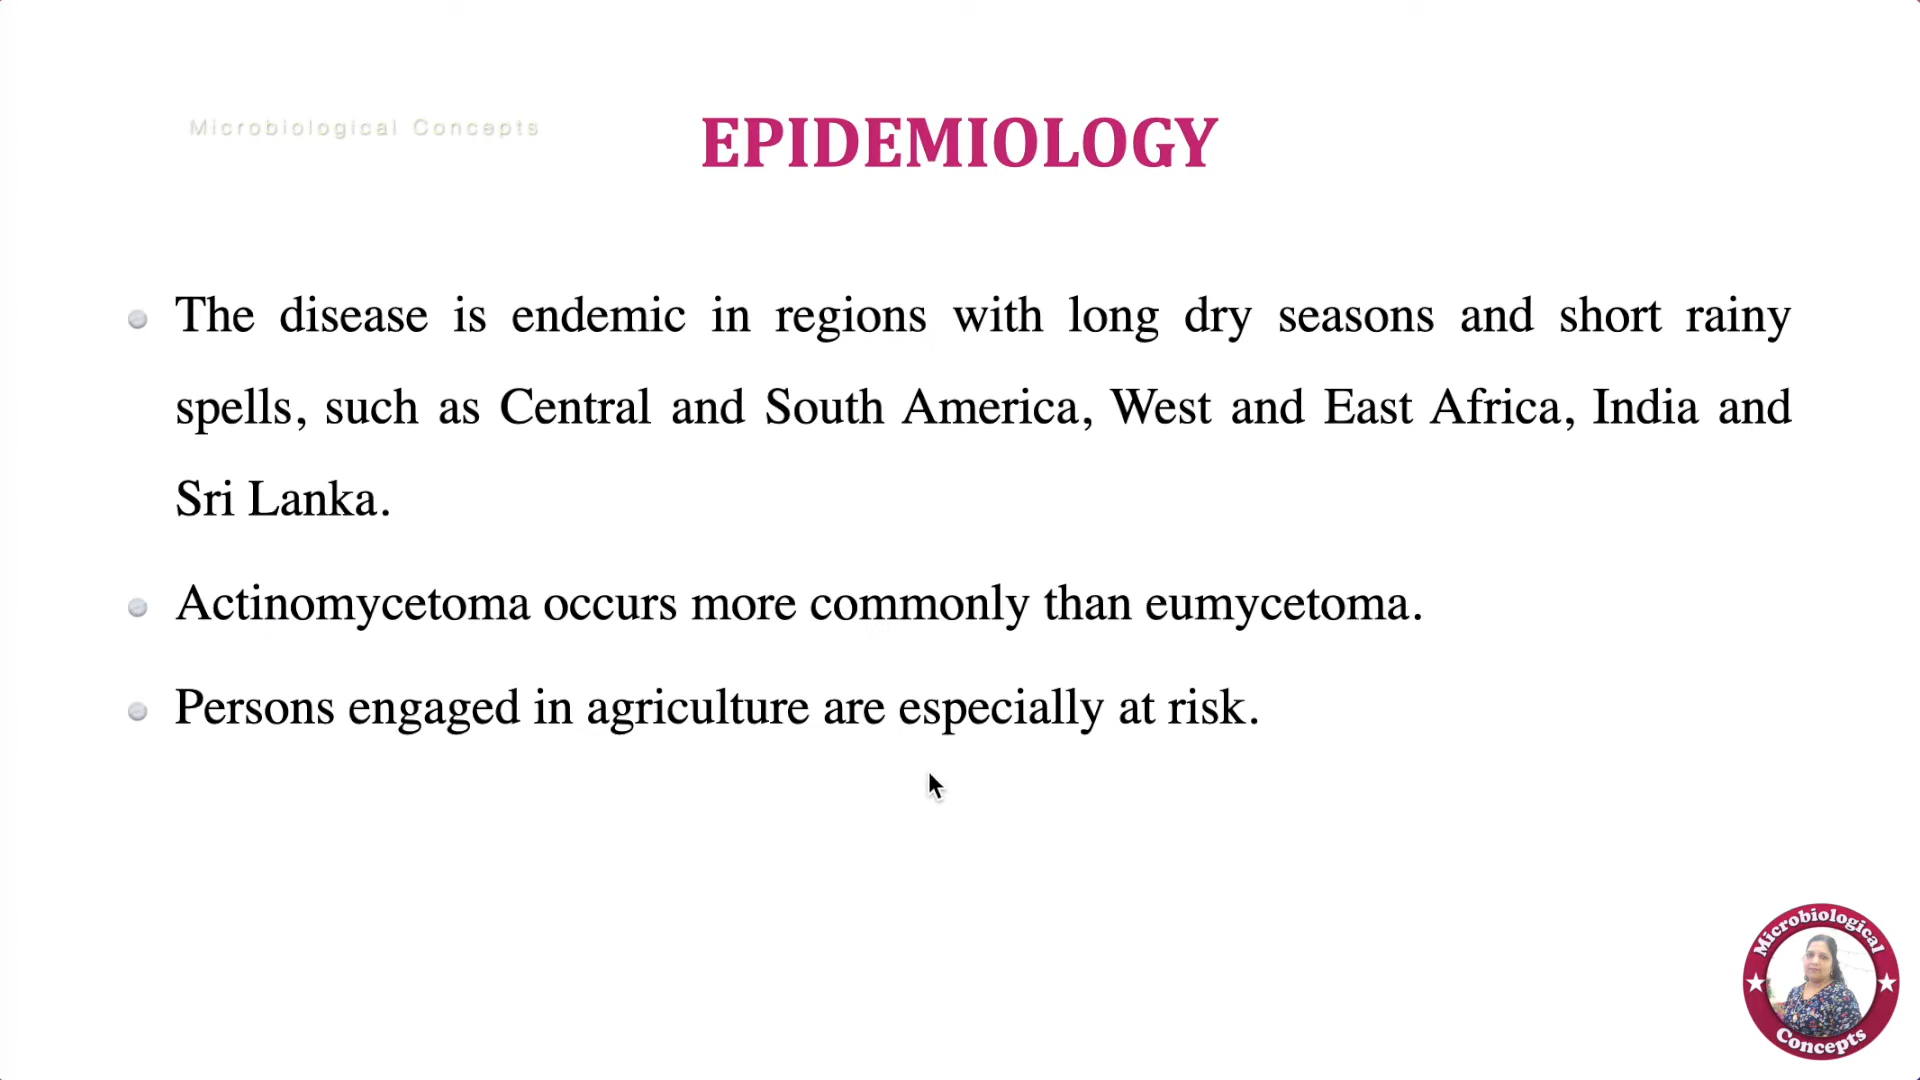 Microbiological Concepts
EPIDEMIOLOGY
The disease is endemic in regions with long dry seasons and short rainy
spells, such as Central and South America, West and East Africa, India and
Sri Lanka.
Actinomycetoma occurs more commonly than eumycetoma.
Persons engaged in agriculture are especially at risk.
Microbiological
Concepts